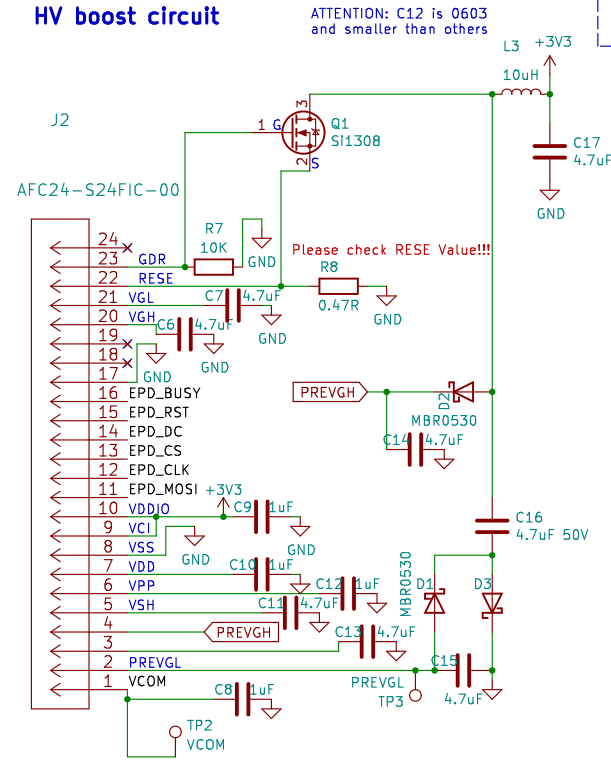 HV boost circuit
ATTENTION: C12 is 0603
and smaller than others
L3
+3V3
10uH
J2
3
1
G
Q1
Si1308
2
S
C17
4.7uF
GND
AFC24-S24FIC-00
R7
10K
GND
Please check RESE Value!!!
24
23
GDR
22
RESE
R8
0.47R
GND
21
VGL
C7
4.7uF
GND
20
VGH
C6
4.7uF
GND
19
18
17
GND
16
EPD_BUSY
PREVGH
D2
MBR0530
15
EPD_RST
14
EPD_DC
C14
4.7uF
13
EPD_CS
12
EPD_CLK
11
EPD_MOSI
+3V3
10
VDDIO
C9
1uF
GND
C16
4.7uF 50V
9
VCI
8
VSS
GND
7
VDD
C10
1uF
6
VPP
C12
1uF
MBR0530
D1
D3
5
VSH
C11
4.7uF
4
PREVGH
3
C13
4.7uF
2
PREVGL
C15
4.7uF
PREVGL
TP3
1
VCOM
C8
1uF
TP2
VCOM